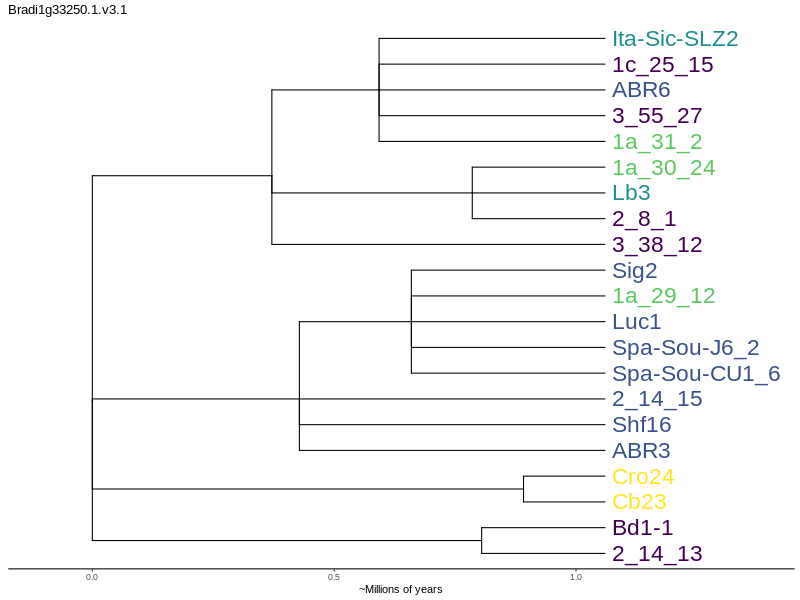 Bradi1g33250.1.v3.1
Ita-Sic-SLZ2
1c_25_15
ABR6
3_55_27
1a_31_2
1a_30_24
Lb3
2_8_1
3_38_12
Sig2
1a_29_12
Luc1
Spa-Sou-J6_2
Spa-Sou-CU1_6
2_14_15
Shf16
ABR3
Cro24
Cb23
Bd1-1
2_14_13
0.0 0.5 1.0
~Millions of years